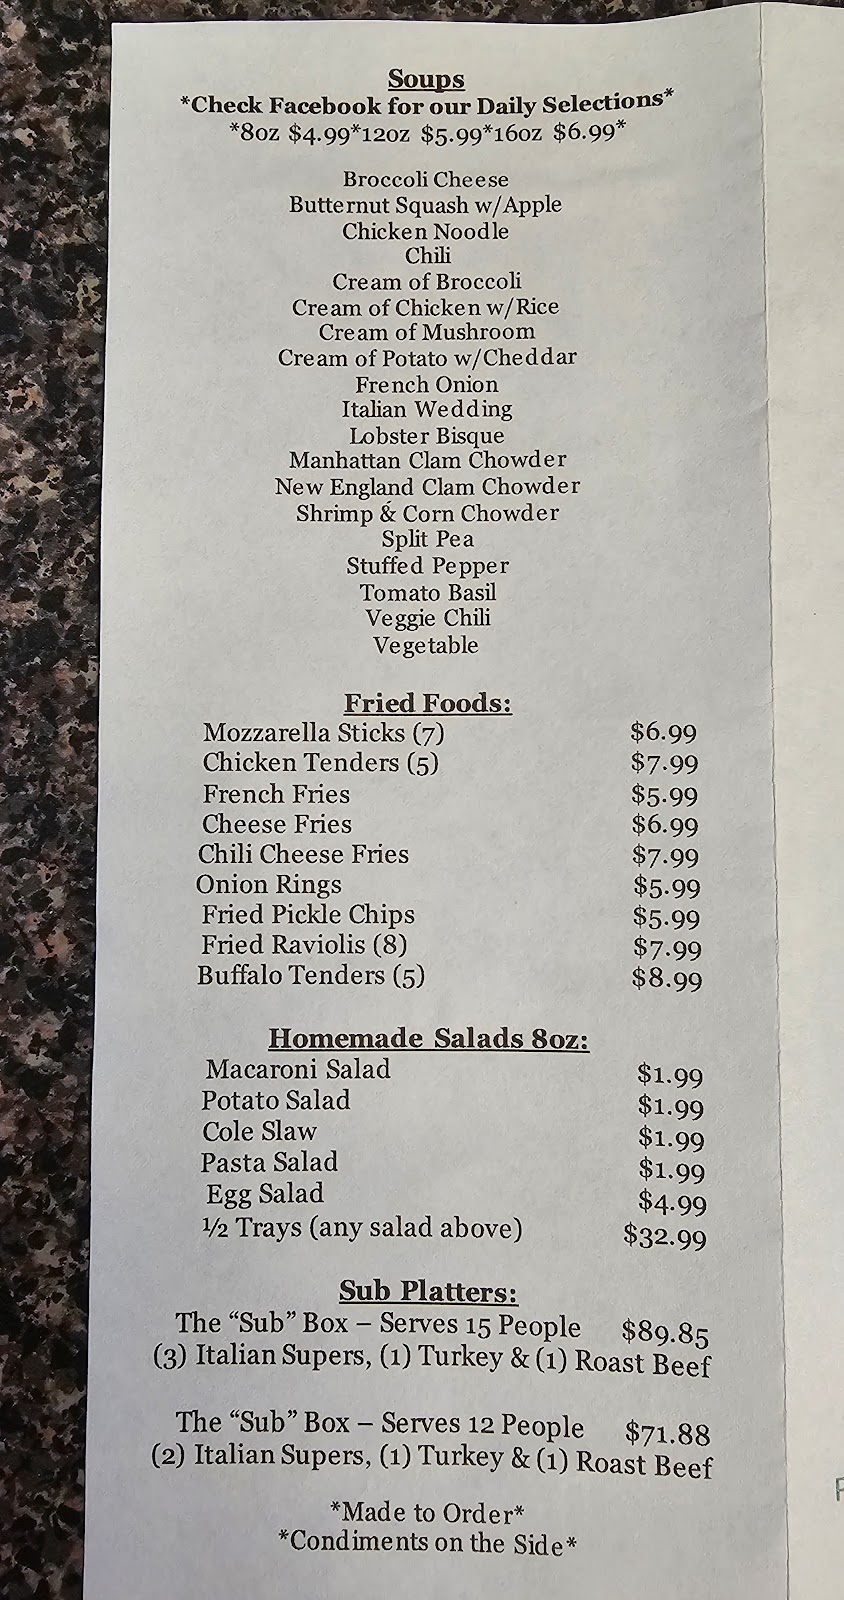 Soups
*Check Facebook for our Daily Selections*
*8oz $4.99*12oz $5.99*16oz $6.99*
Broccoli Cheese
Butternut Squash w/Apple
Chicken Noodle
Chili
Cream of Broccoli
Cream of Chicken w/Rice
Cream of Mushroom
Cream of Potato w/Cheddar
French Onion
Italian Wedding
Lobster Bisque
Manhattan Clam Chowder
New England Clam Chowder
Shrimp & Corn Chowder
Split Pea
Stuffed Pepper
Tomato Basil
Veggie Chili
Vegetable
Fried Foods:
Mozzarella Sticks (7) $6.99
Chicken Tenders (5) $7.99
French Fries $5.99
Cheese Fries $6.99
Chili Cheese Fries $7.99
Onion Rings $5.99
Fried Pickle Chips $5.99
Fried Raviolis (8) $7.99
Buffalo Tenders (5) $8.99
Homemade Salads 8oz:
Macaroni Salad $1.99
Potato Salad $1.99
Cole Slaw $1.99
Pasta Salad $1.99
Egg Salad $4.99
½ Trays (any salad above) $32.99
Sub Platters:
The “Sub” Box – Serves 15 People $89.85
(3) Italian Supers, (1) Turkey & (1) Roast Beef
The “Sub” Box – Serves 12 People $71.88
(2) Italian Supers, (1) Turkey & (1) Roast Beef
*Made to Order*
*Condiments on the Side*